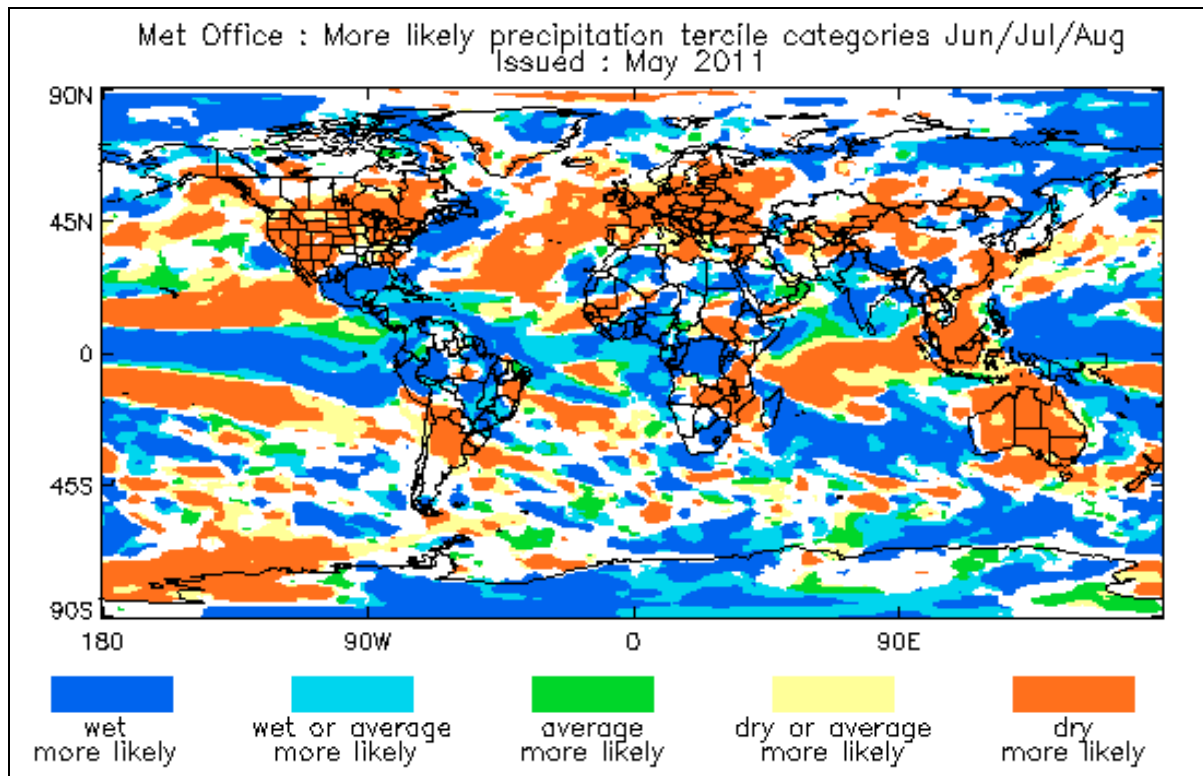 Met Office : More likely precipitation tercile categories Jun/Jul/Aug
Issued : May 2011
90N
45N
0
45S
90S
180 90W 0 90E
wet wet or average average dry or average dry
more likely more likely more likely more likely more likely